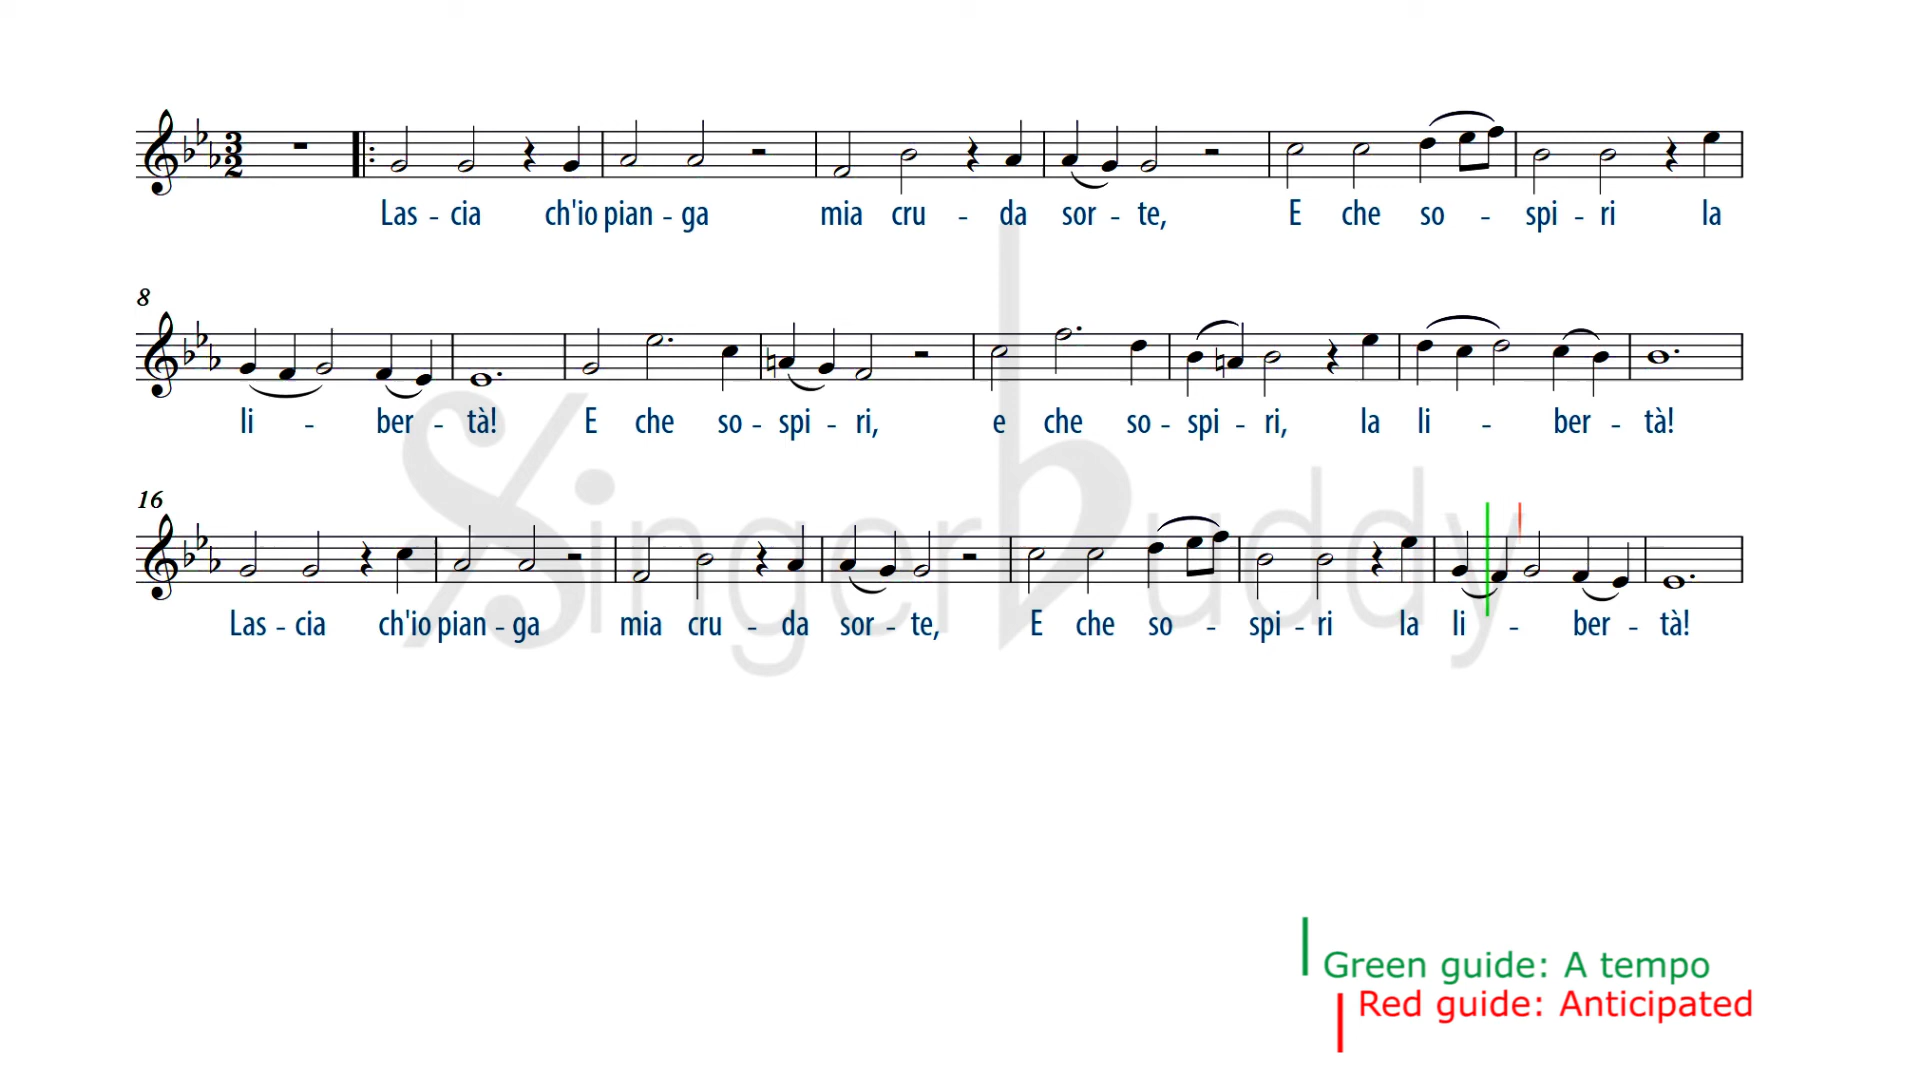 3
2
Las - cia ch'io pian - ga mia cru - da sor - te, E che so - spi - ri la
8
li - ber - tà! E che so - spi - ri, e che so - spi - ri, la li - ber - tà!
16
Las - cia ch'io pian - ga mia cru - da sor - te, E che so - spi - ri la li - ber - tà!
Singerbuddy
Green guide: A tempo
Red guide: Anticipated